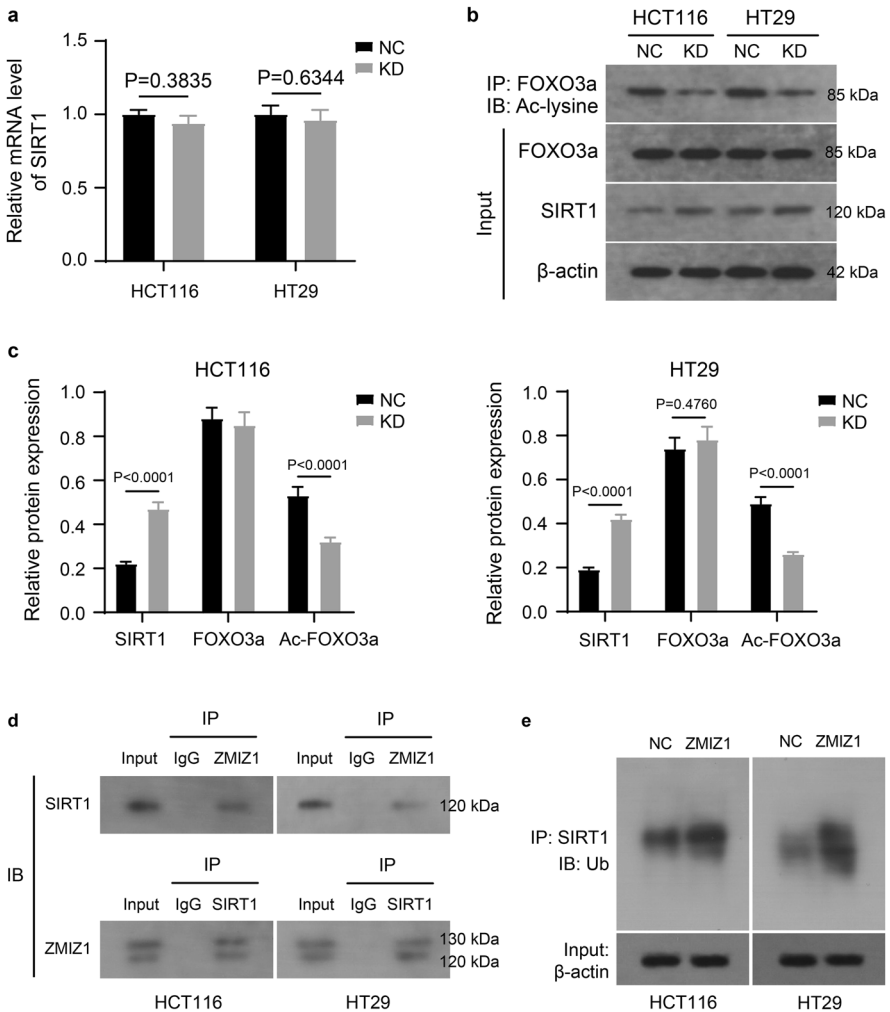 a
1.5
1.0
0.5
0.0
Relative mRNA level
of SIRT1
P=0.3835
P=0.6344
NC
KD
HCT116
HT29
b
HCT116 HT29
NC KD NC KD
IP: FOXO3a
IB: Ac-lysine
85 kDa
Input
FOXO3a
85 kDa
SIRT1
120 kDa
β-actin
42 kDa
c
HCT116
Relative protein expression
1.0
0.8
0.6
0.4
0.2
0.0
P<0.0001
P<0.0001
NC
KD
SIRT1 FOXO3a Ac-FOXO3a
HT29
Relative protein expression
1.0
0.8
0.6
0.4
0.2
0.0
P<0.0001
P=0.4760
P<0.0001
NC
KD
SIRT1 FOXO3a Ac-FOXO3a
d
IP IP
Input IgG ZMIZ1 Input IgG ZMIZ1
SIRT1
120 kDa
IB
IP IP
Input IgG SIRT1 Input IgG SIRT1
ZMIZ1
130 kDa
120 kDa
HCT116 HT29
e
NC ZMIZ1 NC ZMIZ1
IP: SIRT1
IB: Ub
Input:
β-actin
HCT116 HT29